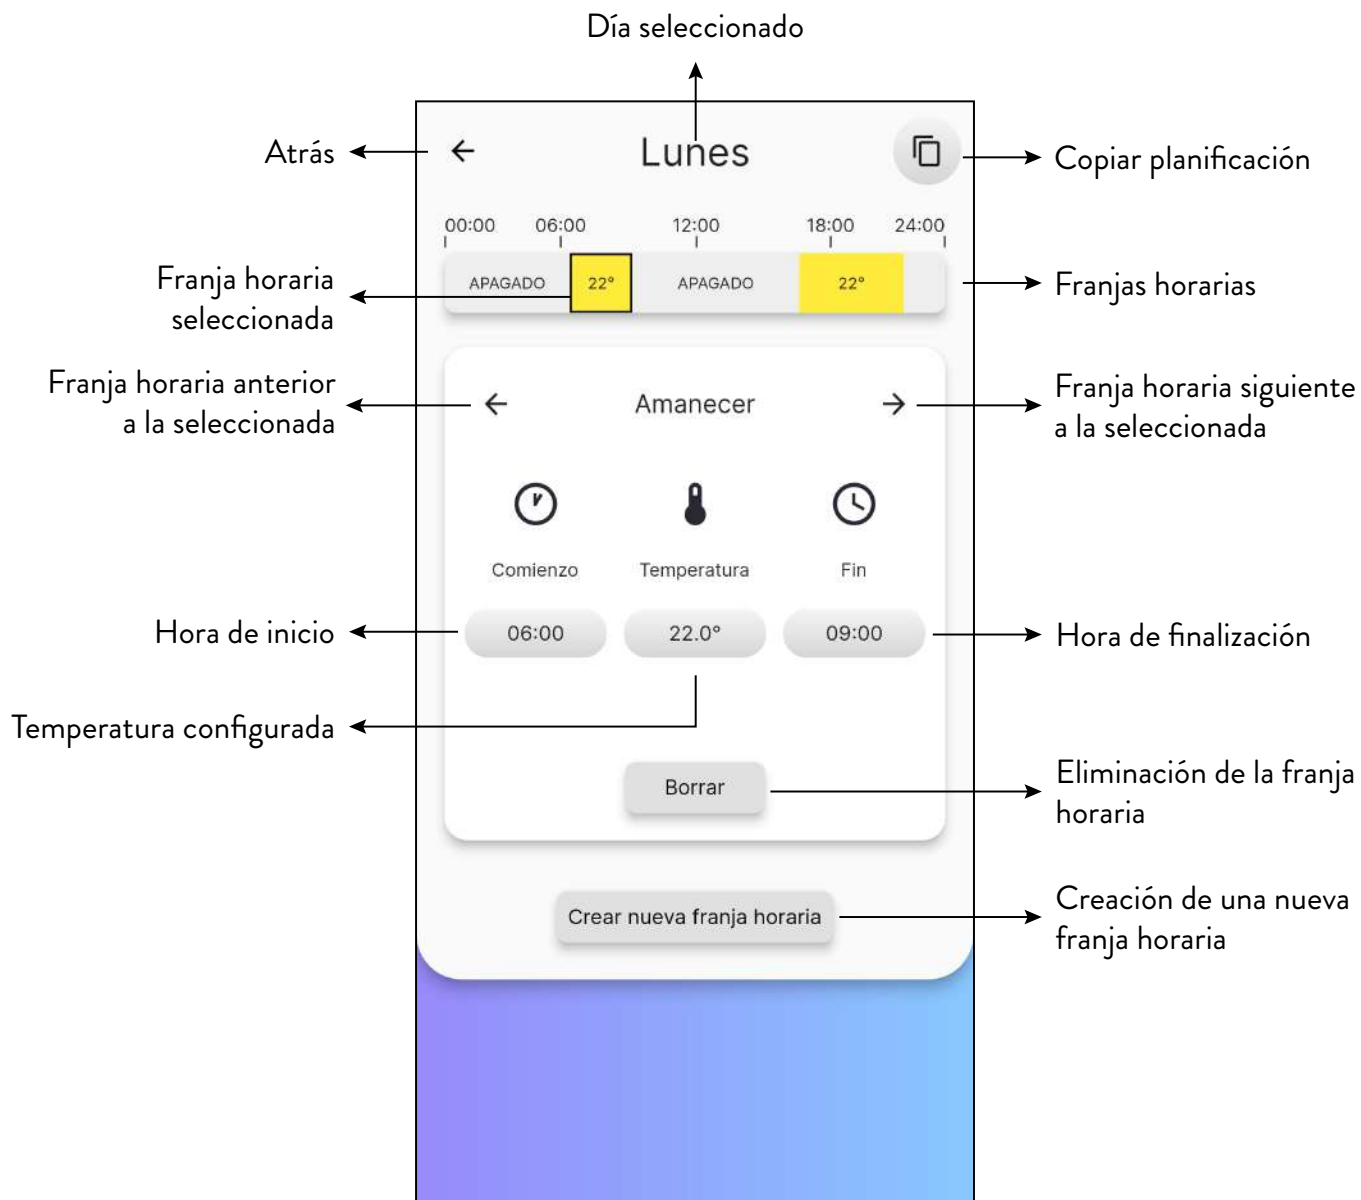 Día seleccionado
Atrás
Lunes
Copiar planificación
00:00 06:00 12:00 18:00 24:00
Franja horaria
seleccionada
APAGADO 22° APAGADO 22°
Franjas horarias
Franja horaria anterior
a la seleccionada
Amanecer
Franja horaria siguiente
a la seleccionada
Comienzo Temperatura Fin
Hora de inicio
06:00 22.0° 09:00
Hora de finalización
Temperatura configurada
Borrar
Eliminación de la franja
horaria
Crear nueva franja horaria
Creación de una nueva
franja horaria